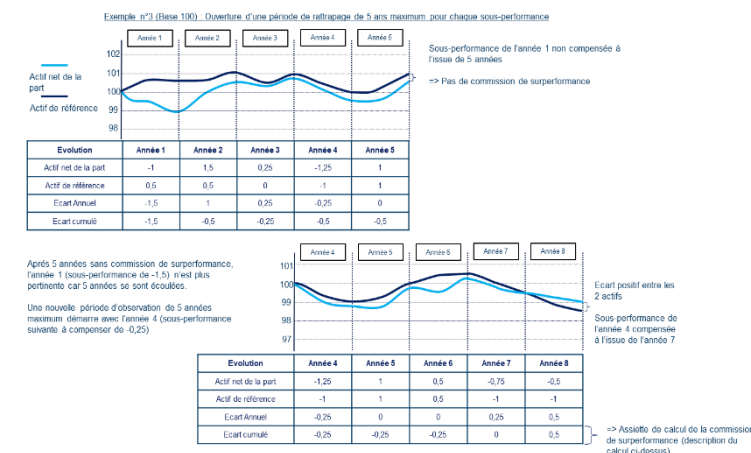 Exemple n°3 (Base 100) : Ouverture d'une période de rattrapage de 5 ans maximum pour chaque sous-performance
Année 1 Année 2 Année 3 Année 4 Année 5
102
101
100
99
98
Actif net de la
part
Actif de référence
Sous-performance de l'année 1 non compensée à
l'issue de 5 années
=> Pas de commission de surperformance
Evolution Année 1 Année 2 Année 3 Année 4 Année 5
Actif net de la part -1 1,5 0,25 -1,25 1
Actif de référence 0,5 0,5 0 -1 1
Ecart Annuel -1,5 1 0,25 -0,25 0
Ecart cumulé -1,5 -0,5 -0,25 -0,5 -0,5
Après 5 années sans commission de surperformance,
l'année 1 (sous-performance de -1,5) n'est plus
pertinente car 5 années se sont écoulées.
Une nouvelle période d'observation de 5 années
maximum démarre avec l'année 4 (sous-performance
suivante à compenser de -0,25)
Année 4 Année 5 Année 6 Année 7 Année 8
101
100
99
98
97
Ecart positif entre les
2 actifs
Sous-performance de
l'année 4 compensée
à l'issue de l'année 7
Evolution Année 4 Année 5 Année 6 Année 7 Année 8
Actif net de la part -1,25 1 0,5 -0,75 -0,5
Actif de référence -1 1 0,5 -1 -1
Ecart Annuel -0,25 0 0 0,25 0,5
Ecart cumulé -0,25 -0,25 -0,25 0 0,5
=> Assiette de calcul de la commission
de surperformance (description du
calcul ci-dessus)